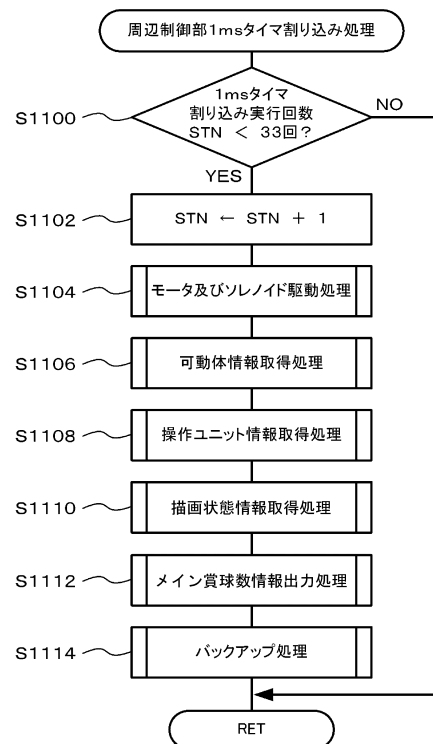 周辺制御部1msタイマ割り込み処理
S1100
1msタイマ
割り込み実行回数
STN < 33回？
NO
YES
S1102
STN ← STN + 1
S1104
モータ及びソレノイド駆動処理
S1106
可動体情報取得処理
S1108
操作ユニット情報取得処理
S1110
描画状態情報取得処理
S1112
メイン賞球数情報出力処理
S1114
バックアップ処理
RET